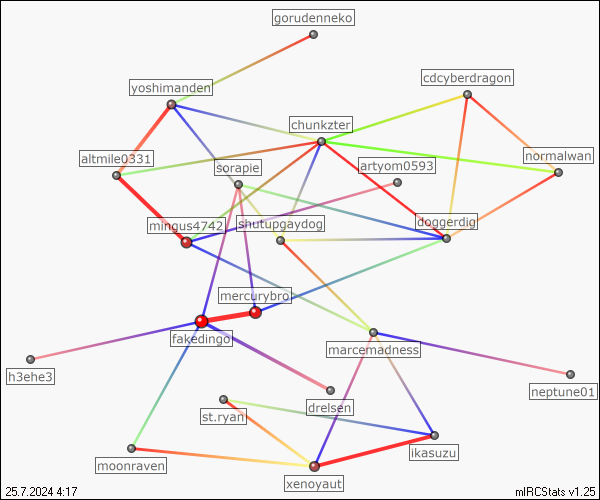 gorudenneko
cdcyberdragon
yoshimanden
chunkzter
altmile0331
sorapie
artyom0593
normalwan
mingus4742
shutupgaydog
doggerdig
mercurybro
fakedingo
marcemadness
h3ehe3
neptune01
drelsen
st.ryan
ikasuzu
moonraven
xenoyaut
25.7.2024 4:17
mIRCStats v1.25